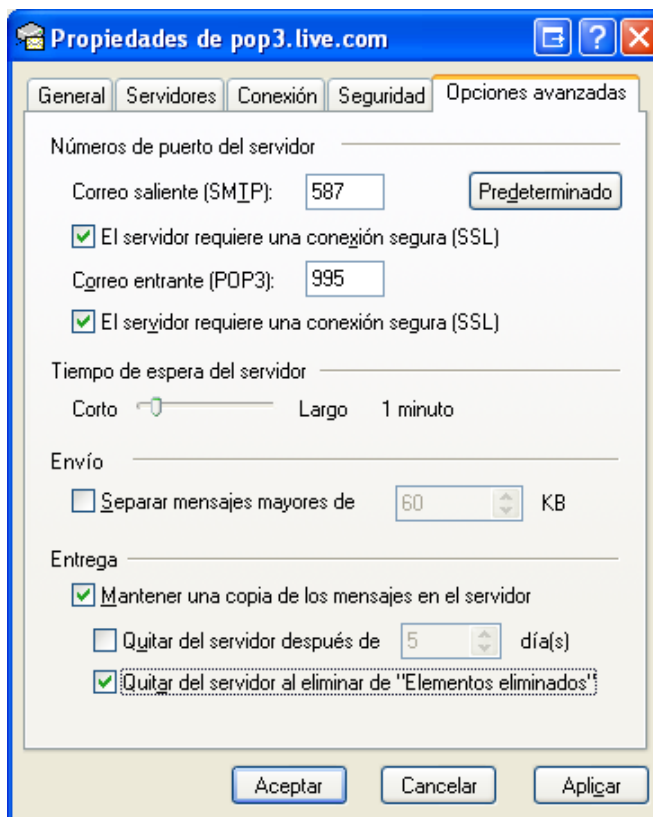 Propiedades de pop3.live.com
General Servidores Conexión Seguridad Opciones avanzadas
Números de puerto del servidor
Correo saliente (SMTP): 587 Predeterminado
El servidor requiere una conexión segura (SSL)
Correo entrante (POP3): 995
El servidor requiere una conexión segura (SSL)
Tiempo de espera del servidor
Corto Largo 1 minuto
Envío
Separar mensajes mayores de 60 KB
Entrega
Mantener una copia de los mensajes en el servidor
Quitar del servidor después de 5 día(s)
Quitar del servidor al eliminar de "Elementos eliminados"
Aceptar Cancelar Aplicar